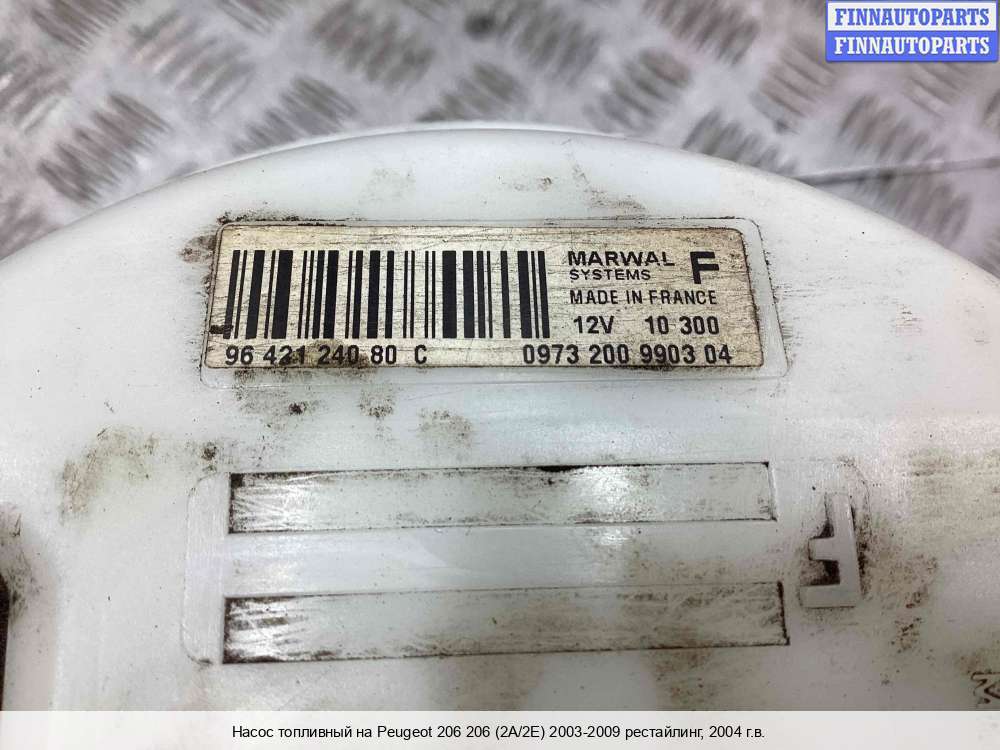 FINNAUTOPARTS
FINNAUTOPARTS
MARWAL F
SYSTEMS
MADE IN FRANCE
12V 10 300
96 421 240 80 C 0973 200 9903 04
F
Насос топливный на Peugeot 206 206 (2A/2E) 2003-2009 рестайлинг, 2004 г.в.